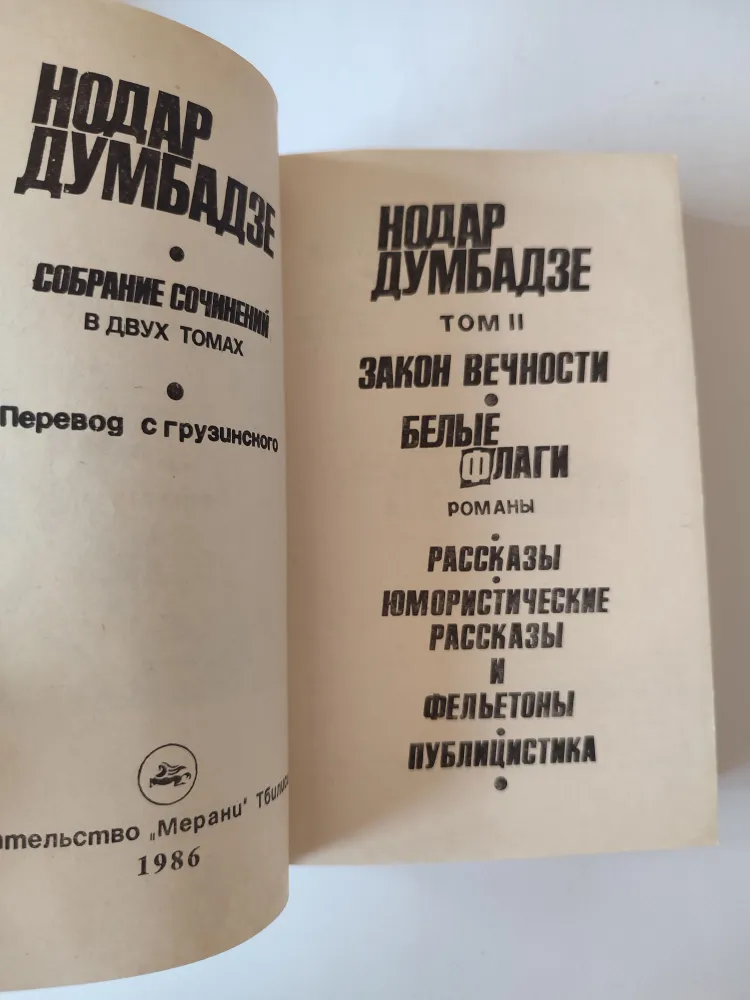 НОДАР
ДУМБАДЗЕ
СОБРАНИЕ СОЧИНЕНИЙ
В ДВУХ ТОМАХ
Перевод с грузинского
„Мерани"
1986
НОДАР
ДУМБАДЗЕ
ТОМ II
ЗАКОН ВЕЧНОСТИ
БЕЛЫЕ
ФЛАГИ
РОМАНЫ
РАССКАЗЫ
ЮМОРИСТИЧЕСКИЕ
РАССКАЗЫ
И
ФЕЛЬЕТОНЫ
ПУБЛИЦИСТИКА